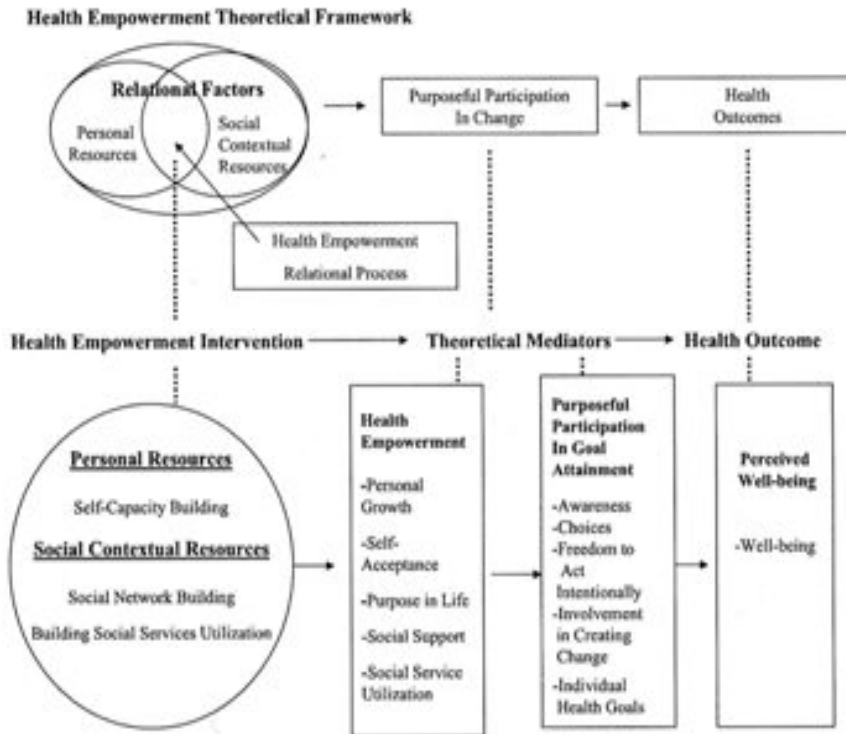 Health Empowerment Theoretical Framework
Relational Factors
Personal
Resources
Social
Contextual
Resources
Purposeful Participation
In Change
Health
Outcomes
Health Empowerment
Relational Process
Health Empowerment Intervention
Theoretical Mediators
Health Outcome
Personal Resources
Self-Capacity Building
Social Contextual Resources
Social Network Building
Building Social Services Utilization
Health
Empowerment
-Personal
Growth
-Self-
Acceptance
-Purpose in Life
-Social Support
-Social Service
Utilization
Purposeful
Participation
In Goal
Attainment
-Awareness
-Choices
-Freedom to
Act
Intentionally
-Involvement
in Creating
Change
-Individual
Health Goals
Perceived
Well-being
-Well-being